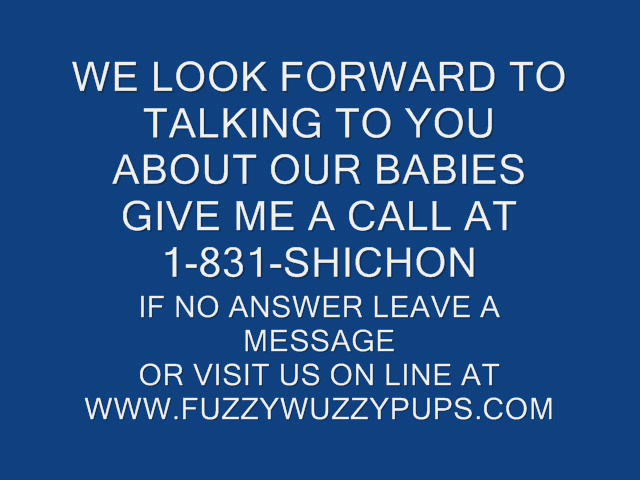 WE LOOK FORWARD TO
TALKING TO YOU
ABOUT OUR BABIES
GIVE ME A CALL AT
1-831-SHICHON
IF NO ANSWER LEAVE A
MESSAGE
OR VISIT US ON LINE AT
WWW.FUZZYWUZZYPUPS.COM